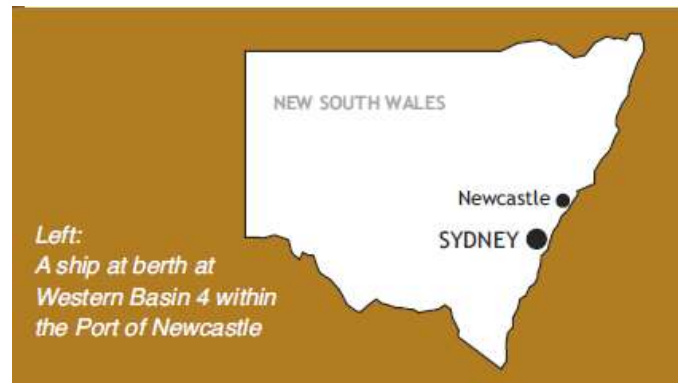 NEW SOUTH WALES
Newcastle
SYDNEY
Left:
A ship at berth at
Western Basin 4 within
the Port of Newcastle